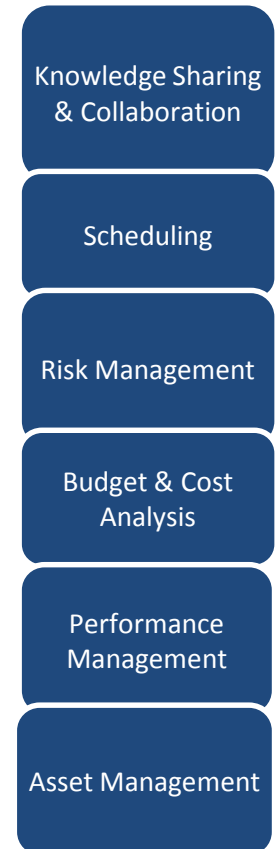 Knowledge Sharing
& Collaboration
Scheduling
Risk Management
Budget & Cost
Analysis
Performance
Management
Asset Management